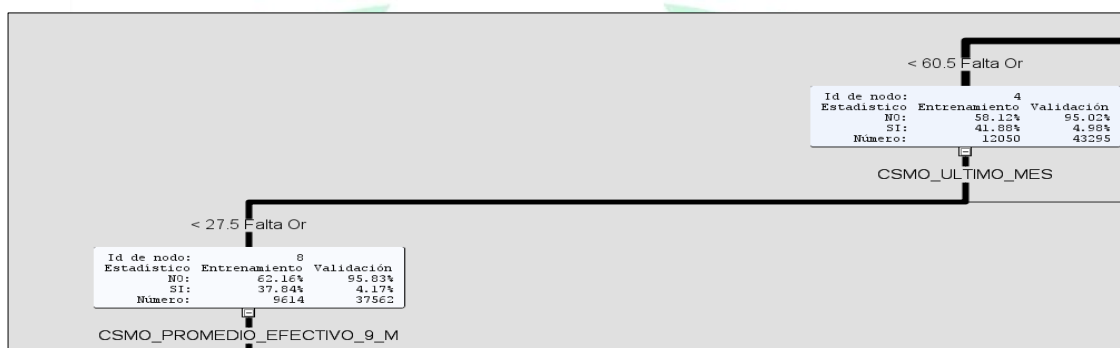 < 60.5 Falta Or
Id de nodo: 4
Estadístico Entrenamiento Validación
NO: 58.12% 95.02%
SI: 41.88% 4.98%
Número: 12050 43295
CSMO_ULTIMO_MES
< 27.5 Falta Or
Id de nodo: 8
Estadístico Entrenamiento Validación
NO: 62.16% 95.83%
SI: 37.84% 4.17%
Número: 9614 37562
CSMO_PROMEDIO_EFECTIVO_9_M